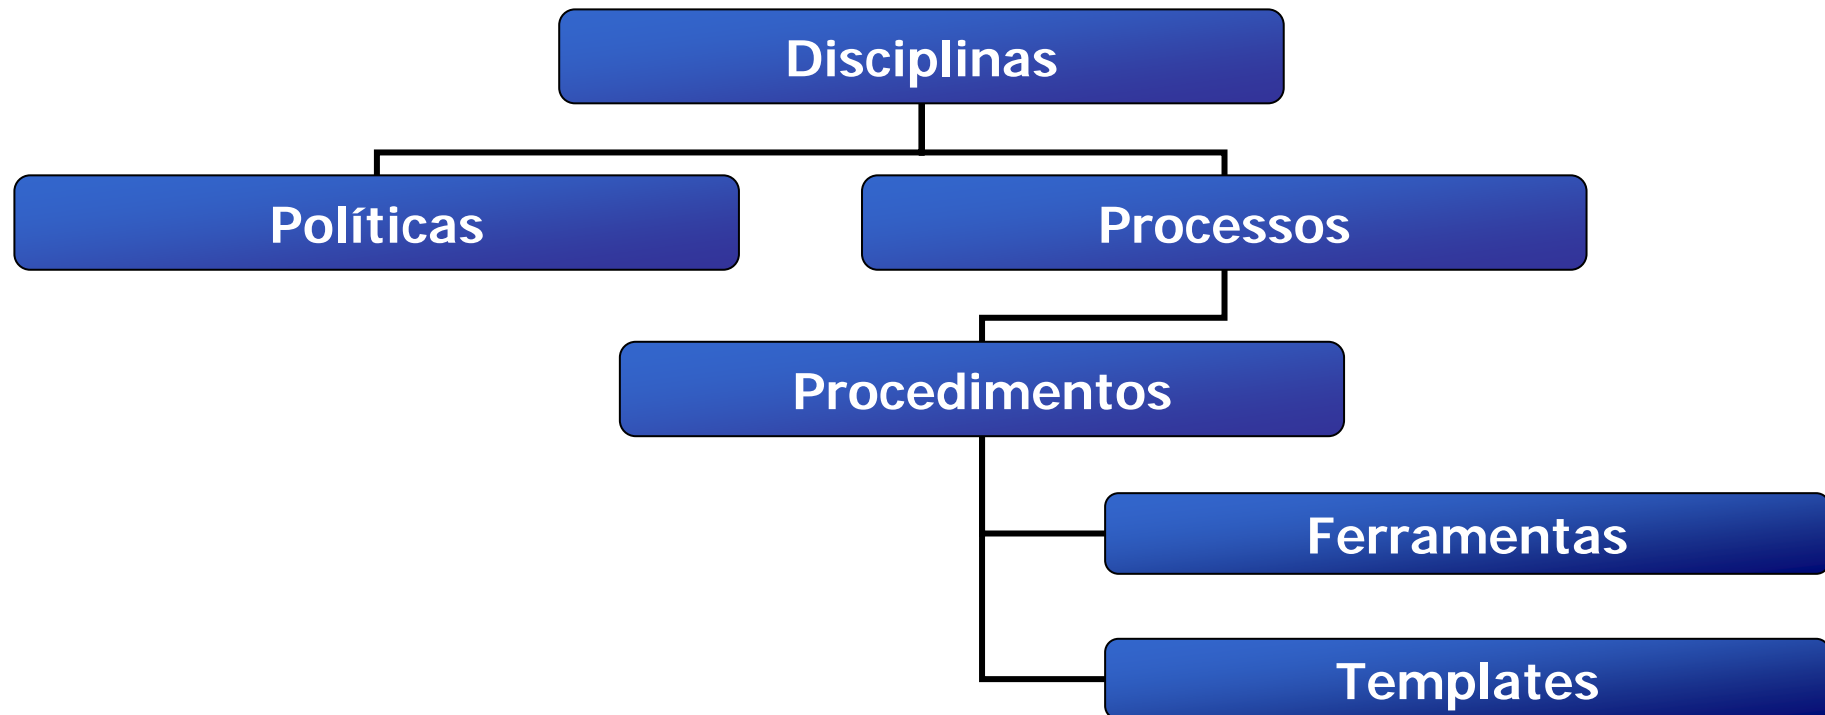 Disciplinas
Políticas
Processos
Procedimentos
Ferramentas
Templates